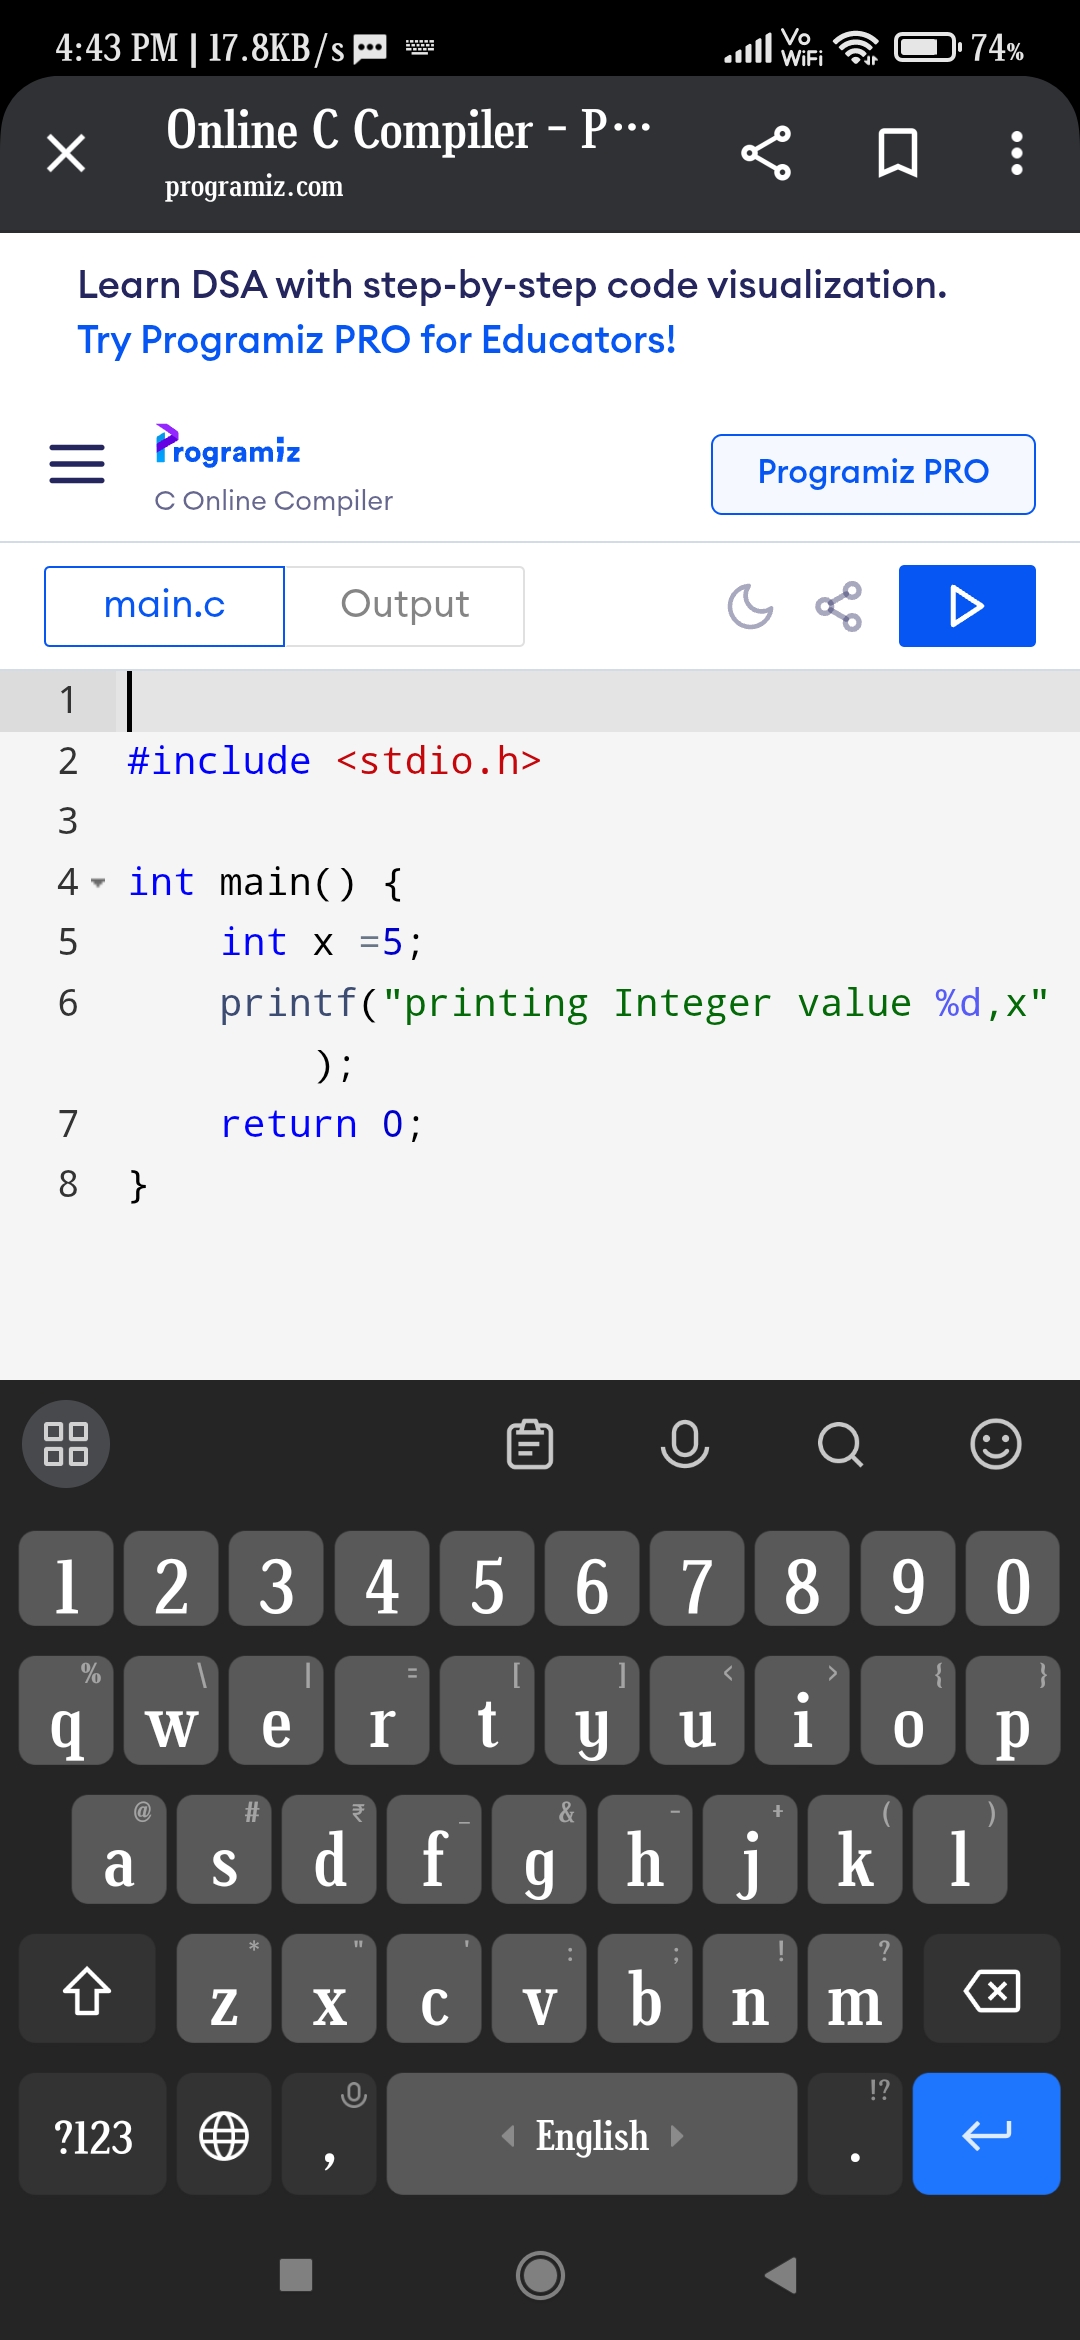 4:43 PM | 17.8KB/s
Vo WiFi 74%
Online C Compiler - P...
programiz.com
Learn DSA with step-by-step code visualization.
Try Programiz PRO for Educators!
Programiz
C Online Compiler
Programiz PRO
main.c Output
1
2 #include <stdio.h>
3
4 int main() {
5 int x =5;
6 printf("printing Integer value %d,x"
);
7 return 0;
8 }
1 2 3 4 5 6 7 8 9 0
% \ | = [ ] < > { }
q w e r t y u i o p
@ # ₹ _ & - + ( )
a s d f g h j k l
* " ' : ; ! ?
z x c v b n m
!?
?123 , English .